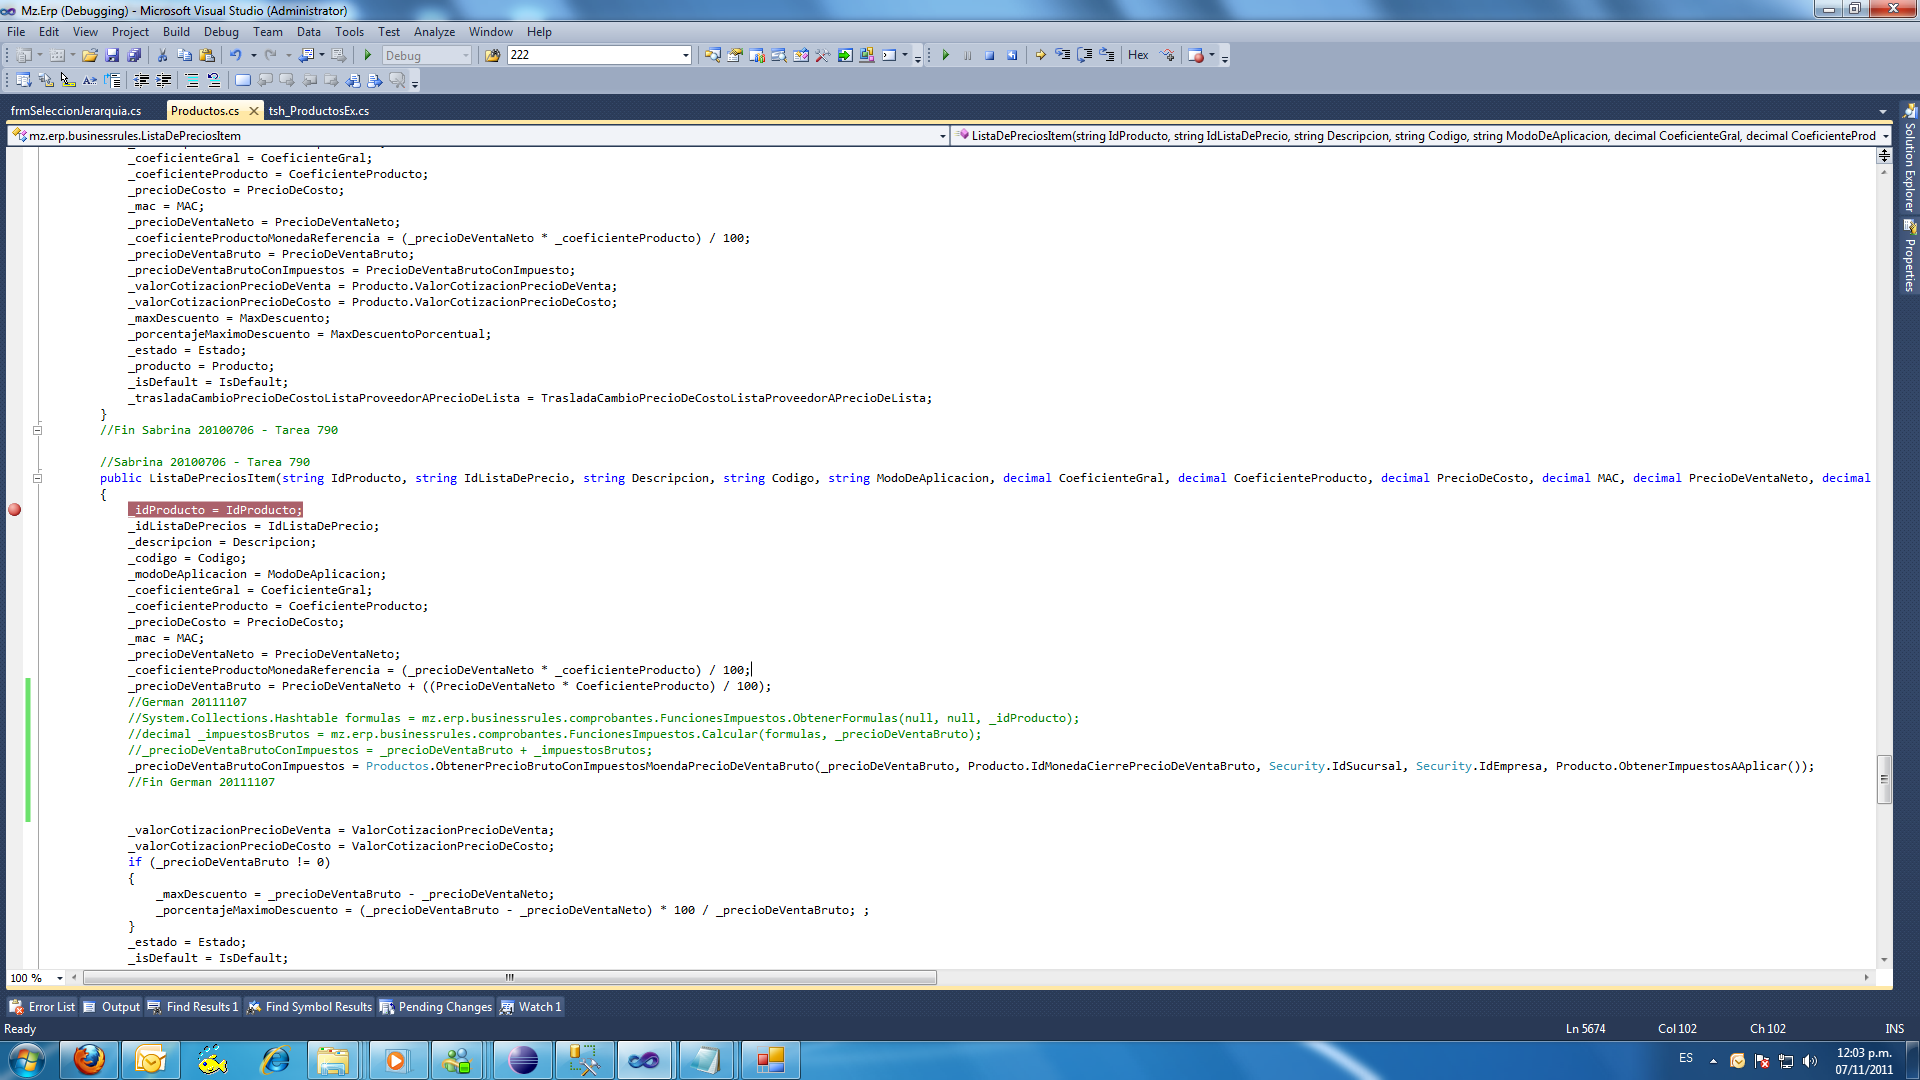 Mz.Erp (Debugging) - Microsoft Visual Studio (Administrator)
File Edit View Project Build Debug Team Data Tools Test Analyze Window Help
Debug 222 Hex
frmSeleccionJerarquia.cs Productos.cs tsh_ProductosEx.cs
mz.erp.businessrules.ListaDePreciosItem ListaDePreciosItem(string IdProducto, string IdListaDePrecio, string Descripcion, string Codigo, string ModoDeAplicacion, decimal CoeficienteGral, decimal CoeficienteProd
_coeficienteGral = CoeficienteGral;
_coeficienteProducto = CoeficienteProducto;
_precioDeCosto = PrecioDeCosto;
_mac = MAC;
_precioDeVentaNeto = PrecioDeVentaNeto;
_coeficienteProductoMonedaReferencia = (_precioDeVentaNeto * _coeficienteProducto) / 100;
_precioDeVentaBruto = PrecioDeVentaBruto;
_precioDeVentaBrutoConImpuestos = PrecioDeVentaBrutoConImpuesto;
_valorCotizacionPrecioDeVenta = Producto.ValorCotizacionPrecioDeVenta;
_valorCotizacionPrecioDeCosto = Producto.ValorCotizacionPrecioDeCosto;
_maxDescuento = MaxDescuento;
_porcentajeMaximoDescuento = MaxDescuentoPorcentual;
_estado = Estado;
_producto = Producto;
_isDefault = IsDefault;
_trasladaCambioPrecioDeCostoListaProveedorAPrecioDeLista = TrasladaCambioPrecioDeCostoListaProveedorAPrecioDeLista;
}
//Fin Sabrina 20100706 - Tarea 790
//Sabrina 20100706 - Tarea 790
public ListaDePreciosItem(string IdProducto, string IdListaDePrecio, string Descripcion, string Codigo, string ModoDeAplicacion, decimal CoeficienteGral, decimal CoeficienteProducto, decimal PrecioDeCosto, decimal MAC, decimal PrecioDeVentaNeto, decimal
{
_idProducto = IdProducto;
_idListaDePrecios = IdListaDePrecio;
_descripcion = Descripcion;
_codigo = Codigo;
_modoDeAplicacion = ModoDeAplicacion;
_coeficienteGral = CoeficienteGral;
_coeficienteProducto = CoeficienteProducto;
_precioDeCosto = PrecioDeCosto;
_mac = MAC;
_precioDeVentaNeto = PrecioDeVentaNeto;
_coeficienteProductoMonedaReferencia = (_precioDeVentaNeto * _coeficienteProducto) / 100;
_precioDeVentaBruto = PrecioDeVentaNeto + ((PrecioDeVentaNeto * CoeficienteProducto) / 100);
//German 20111107
//System.Collections.Hashtable formulas = mz.erp.businessrules.comprobantes.FuncionesImpuestos.ObtenerFormulas(null, null, _idProducto);
//decimal _impuestosBrutos = mz.erp.businessrules.comprobantes.FuncionesImpuestos.Calcular(formulas, _precioDeVentaBruto);
//_precioDeVentaBrutoConImpuestos = _precioDeVentaBruto + _impuestosBrutos;
_precioDeVentaBrutoConImpuestos = Productos.ObtenerPrecioBrutoConImpuestosMoendaPrecioDeVentaBruto(_precioDeVentaBruto, Producto.IdMonedaCierrePrecioDeVentaBruto, Security.IdSucursal, Security.IdEmpresa, Producto.ObtenerImpuestosAAplicar());
//Fin German 20111107
_valorCotizacionPrecioDeVenta = ValorCotizacionPrecioDeVenta;
_valorCotizacionPrecioDeCosto = ValorCotizacionPrecioDeCosto;
if (_precioDeVentaBruto != 0)
{
_maxDescuento = _precioDeVentaBruto - _precioDeVentaNeto;
_porcentajeMaximoDescuento = (_precioDeVentaBruto - _precioDeVentaNeto) * 100 / _precioDeVentaBruto; ;
}
_estado = Estado;
_isDefault = IsDefault;
Solution Explorer
Properties
100 %
Error List Output Find Results 1 Find Symbol Results Pending Changes Watch 1
Ready Ln 5674 Col 102 Ch 102 INS
ES 12:03 p.m.
07/11/2011